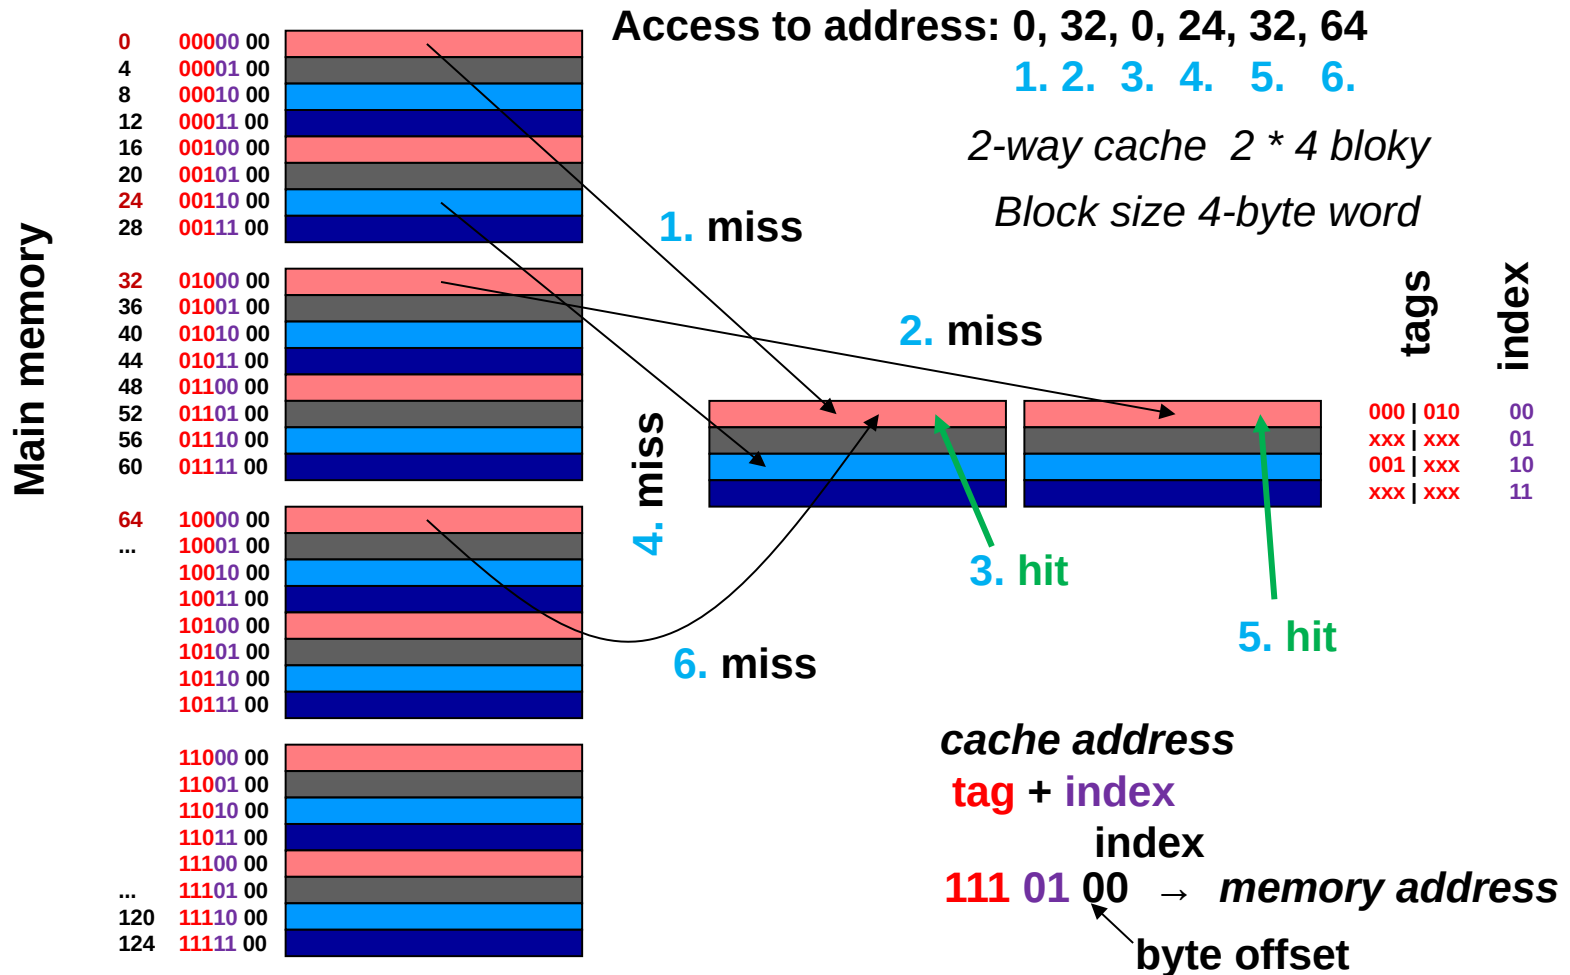 Access to address: 0, 32, 0, 24, 32, 64
1. 2. 3. 4. 5. 6.
2-way cache 2 * 4 bloky
Block size 4-byte word
Main memory
0 00000 00
4 00001 00
8 00010 00
12 00011 00
16 00100 00
20 00101 00
24 00110 00
28 00111 00
32 01000 00
36 01001 00
40 01010 00
44 01011 00
48 01100 00
52 01101 00
56 01110 00
60 01111 00
64 10000 00
... 10001 00
10010 00
10011 00
10100 00
10101 00
10110 00
10111 00
11000 00
11001 00
11010 00
11011 00
11100 00
... 11101 00
120 11110 00
124 11111 00
1. miss
2. miss
4. miss
3. hit
5. hit
6. miss
tags index
000 | 010 00
xxx | xxx 01
001 | xxx 10
xxx | xxx 11
cache address
tag + index
index
111 01 00 → memory address
byte offset